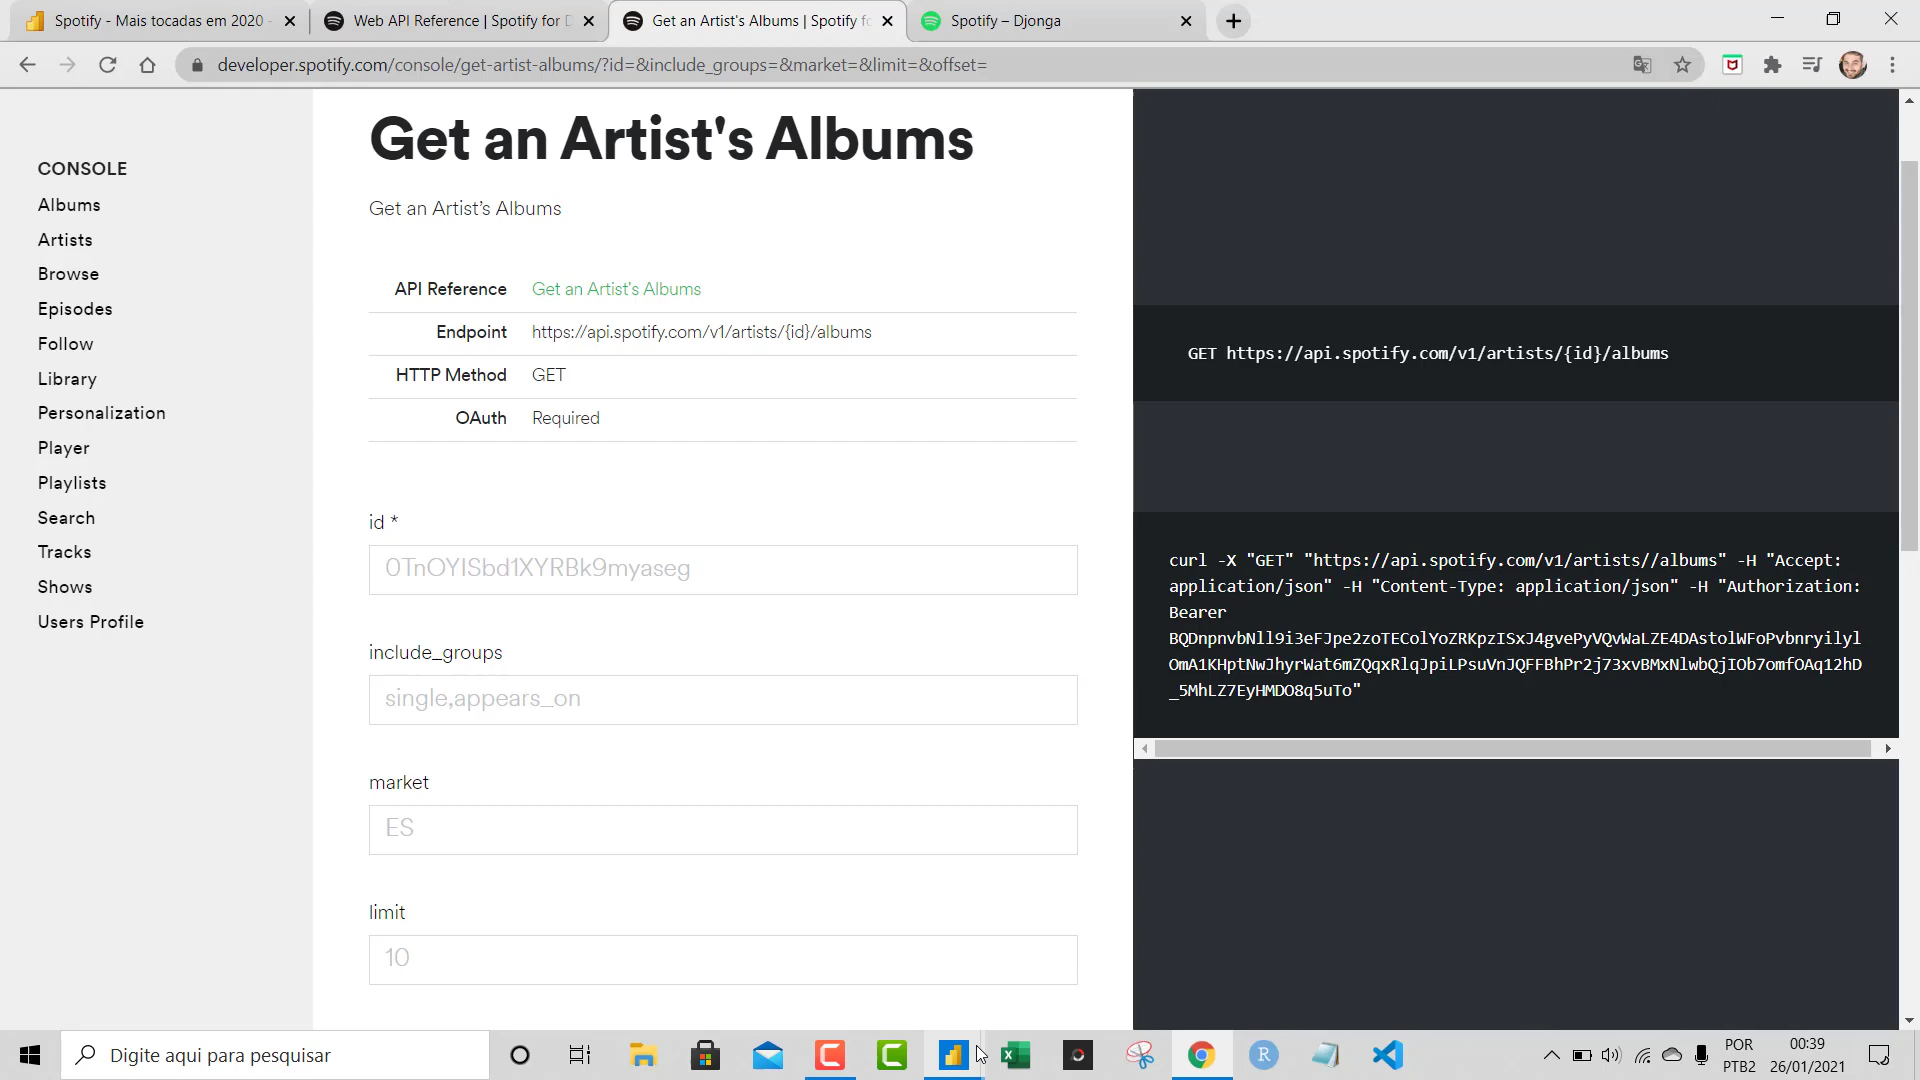 Spotify - Mais tocadas em 2020 -
Web API Reference | Spotify for D
Get an Artist's Albums | Spotify fo
Spotify – Djonga
developer.spotify.com/console/get-artist-albums/?id=&include_groups=&market=&limit=&offset=
CONSOLE
Albums
Artists
Browse
Episodes
Follow
Library
Personalization
Player
Playlists
Search
Tracks
Shows
Users Profile
Get an Artist's Albums
Get an Artist’s Albums
API Reference Get an Artist's Albums
Endpoint https://api.spotify.com/v1/artists/{id}/albums
HTTP Method GET
OAuth Required
id *
0TnOYISbd1XYRBk9myaseg
include_groups
single,appears_on
market
ES
limit
10
GET https://api.spotify.com/v1/artists/{id}/albums
curl -X "GET" "https://api.spotify.com/v1/artists//albums" -H "Accept:
application/json" -H "Content-Type: application/json" -H "Authorization:
Bearer
BQDnpnvbNll9i3eFJpe2zoTEColYoZRKpzISxJ4gvePyVQvWaLZE4DAstolWFoPvbnryilyl
OmA1KHptNwJhyrWat6mZQqxRlqJpiLPsuVnJQFFBhPr2j73xvBMxNlwbQjIOb7omfOAq12hD
_5MhLZ7EyHMDO8q5uTo"
Digite aqui para pesquisar
POR
PTB2
00:39
26/01/2021